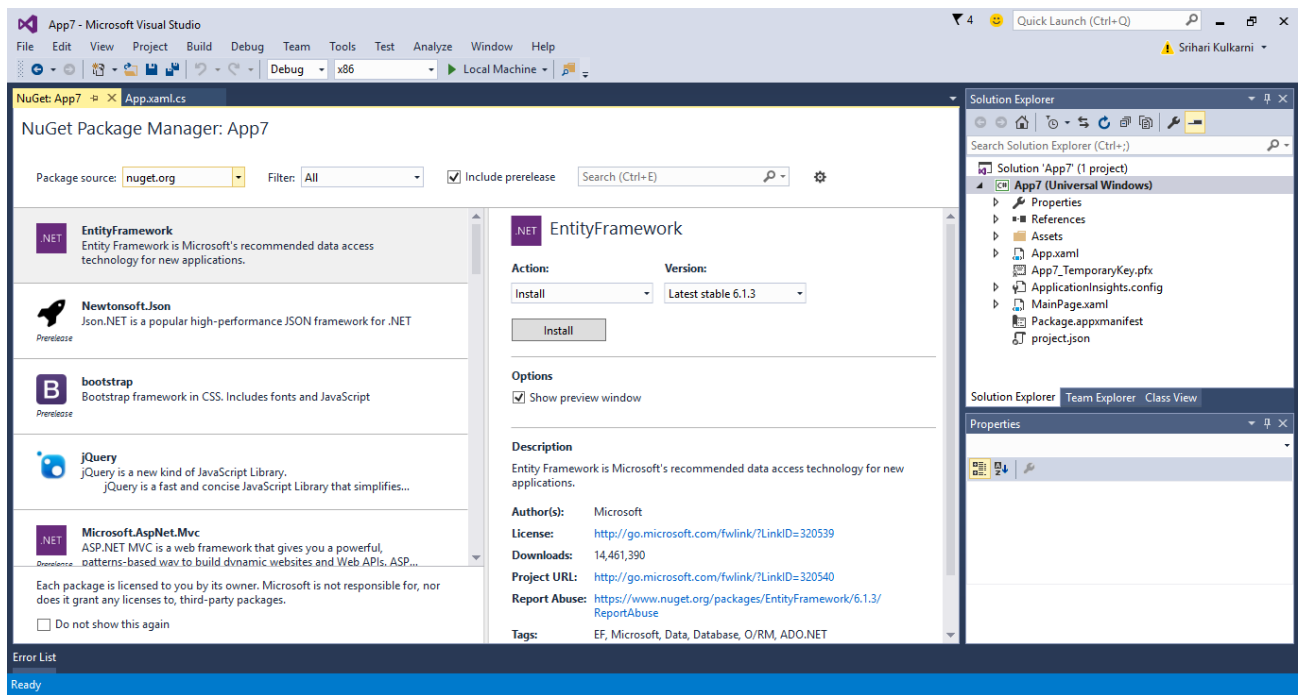 App7 - Microsoft Visual Studio
4
Quick Launch (Ctrl+Q)
File Edit View Project Build Debug Team Tools Test Analyze Window Help
Srihari Kulkarni
Debug x86 Local Machine
NuGet: App7 App.xaml.cs
NuGet Package Manager: App7
Package source: nuget.org Filter: All Include prerelease Search (Ctrl+E)
.NET
EntityFramework
Entity Framework is Microsoft's recommended data access
technology for new applications.
Newtonsoft.Json
Json.NET is a popular high-performance JSON framework for .NET
Prerelease
B
bootstrap
Bootstrap framework in CSS. Includes fonts and JavaScript
Prerelease
jQuery
jQuery is a new kind of JavaScript Library.
jQuery is a fast and concise JavaScript Library that simplifies...
.NET
Microsoft.AspNet.Mvc
ASP.NET MVC is a web framework that gives you a powerful,
Prerelease
patterns-based way to build dynamic websites and Web APIs. ASP...
Each package is licensed to you by its owner. Microsoft is not responsible for, nor
does it grant any licenses to, third-party packages.
Do not show this again
.NET EntityFramework
Action: Version:
Install Latest stable 6.1.3
Install
Options
Show preview window
Description
Entity Framework is Microsoft's recommended data access technology for new
applications.
Author(s): Microsoft
License: http://go.microsoft.com/fwlink/?LinkID=320539
Downloads: 14,461,390
Project URL: http://go.microsoft.com/fwlink/?LinkID=320540
Report Abuse: https://www.nuget.org/packages/EntityFramework/6.1.3/
ReportAbuse
Tags: EF, Microsoft, Data, Database, O/RM, ADO.NET
Solution Explorer
Search Solution Explorer (Ctrl+;)
Solution 'App7' (1 project)
C# App7 (Universal Windows)
Properties
References
Assets
App.xaml
App7_TemporaryKey.pfx
ApplicationInsights.config
MainPage.xaml
Package.appxmanifest
project.json
Solution Explorer Team Explorer Class View
Properties
Error List
Ready